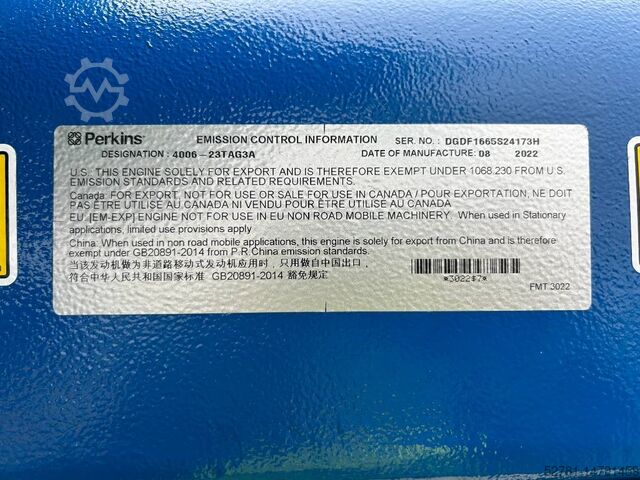 Perkins EMISSION CONTROL INFORMATION SER. NO.: DGDF1665S24173H
DESIGNATION: 4006-23TAG3A DATE OF MANUFACTURE: 08 2022
U.S. THIS ENGINE SOLELY FOR EXPORT AND IS THEREFORE EXEMPT UNDER 1068.230 FROM U.S.
EMISSION STANDARDS AND RELATED REQUIREMENTS.
Canada: FOR EXPORT, NOT FOR USE OR SALE FOR USE IN CANADA / POUR EXPORTATION, NE DOIT
PAS ÊTRE UTILISÉ AU CANADA NI VENDU POUR ÊTRE UTILISÉ AU CANADA
EU. [EM-EXP] ENGINE NOT FOR USE IN EU NON ROAD MOBILE MACHINERY. When used in Stationary
applications, limited use provisions apply
China: When used in non road mobile applications, this engine is solely for export from China and is therefore
exempt under GB20891-2014 from P.R.China emission standards.
当该发动机做为非道路移动式发动机应用时，只用做自中国出口，
符合中华人民共和国国家标准 GB20891-2014 豁免规定
*3022#7*
FMT 3022